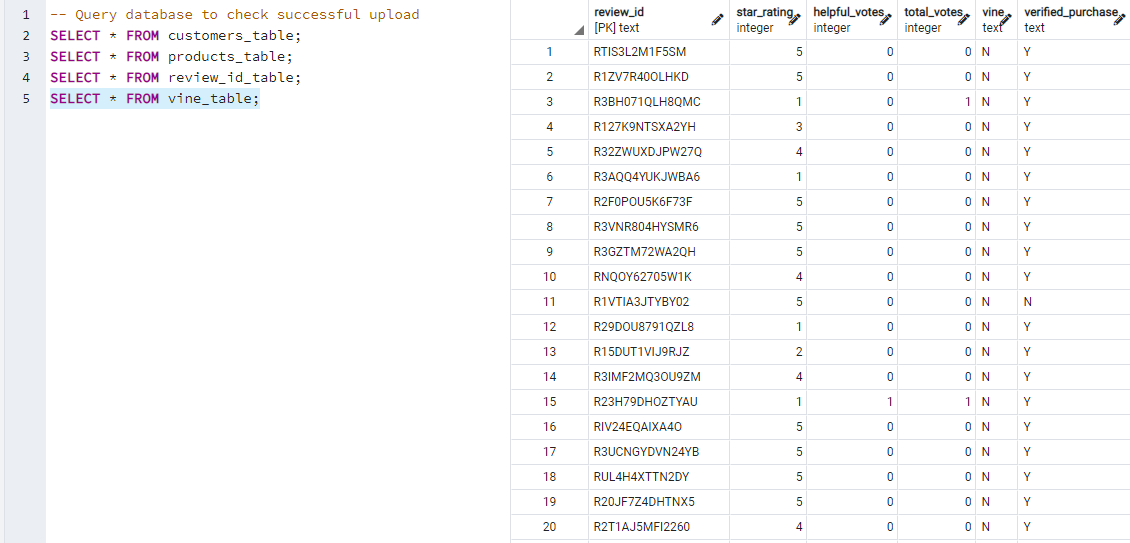 1 -- Query database to check successful upload
2 SELECT * FROM customers_table;
3 SELECT * FROM products_table;
4 SELECT * FROM review_id_table;
5 SELECT * FROM vine_table;
review_id star_rating helpful_votes total_votes vine verified_purchase
[PK] text integer integer integer text text
1 RTIS3L2M1F5SM 5 0 0 N Y
2 R1ZV7R40OLHKD 5 0 0 N Y
3 R3BH071QLH8QMC 1 0 1 N Y
4 R127K9NTSXA2YH 3 0 0 N Y
5 R32ZWUXDJPW27Q 4 0 0 N Y
6 R3AQQ4YUKJWBA6 1 0 0 N Y
7 R2F0POU5K6F73F 5 0 0 N Y
8 R3VNR804HYSMR6 5 0 0 N Y
9 R3GZTM72WA2QH 5 0 0 N Y
10 RNQOY62705W1K 4 0 0 N Y
11 R1VTIA3JTYBY02 5 0 0 N N
12 R29DOU8791QZL8 1 0 0 N Y
13 R15DUT1VIJ9RJZ 2 0 0 N Y
14 R3IMF2MQ3OU9ZM 4 0 0 N Y
15 R23H79DHOZTYAU 1 1 1 N Y
16 RIV24EQAIXA4O 5 0 0 N Y
17 R3UCNGYDVN24YB 5 0 0 N Y
18 RUL4H4XTTN2DY 5 0 0 N Y
19 R20JF7Z4DHTNX5 5 0 0 N Y
20 R2T1AJ5MFI2260 4 0 0 N Y